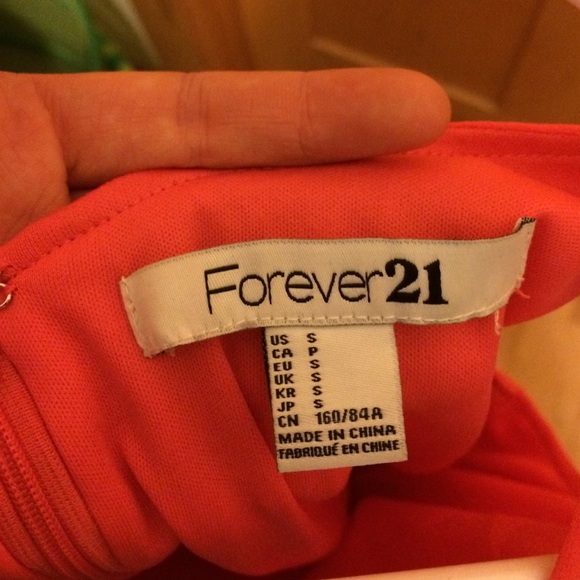 Forever21
US S
CA P
EU S
UK S
KR S
JP S
CN 160/84A
MADE IN CHINA
FABRIQUÉ EN CHINE